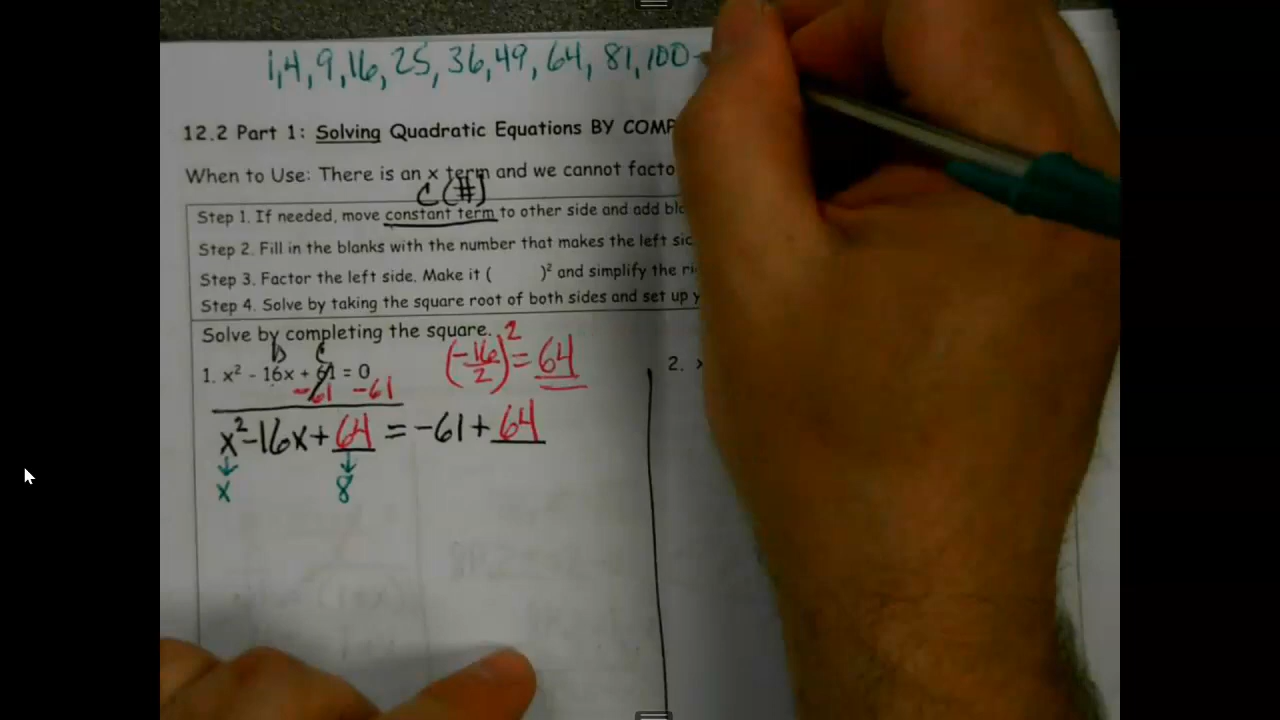 1,4,9,16,25,36,49,64,81,100
12.2 Part 1: Solving Quadratic Equations BY
When to Use: There is an x term and we cannot
C (#)
Step 1. If needed, move constant term to other side and add
Step 2. Fill in the blanks with the number that makes the left
Step 3. Factor the left side. Make it ( )² and simplify the
Step 4. Solve by taking the square root of both sides and set up
Solve by completing the square.
b c
1. x² - 16x + 61 = 0
-61 -61
(-16/2)² = 64
x²-16x+64 = -61+64
x 8
2.